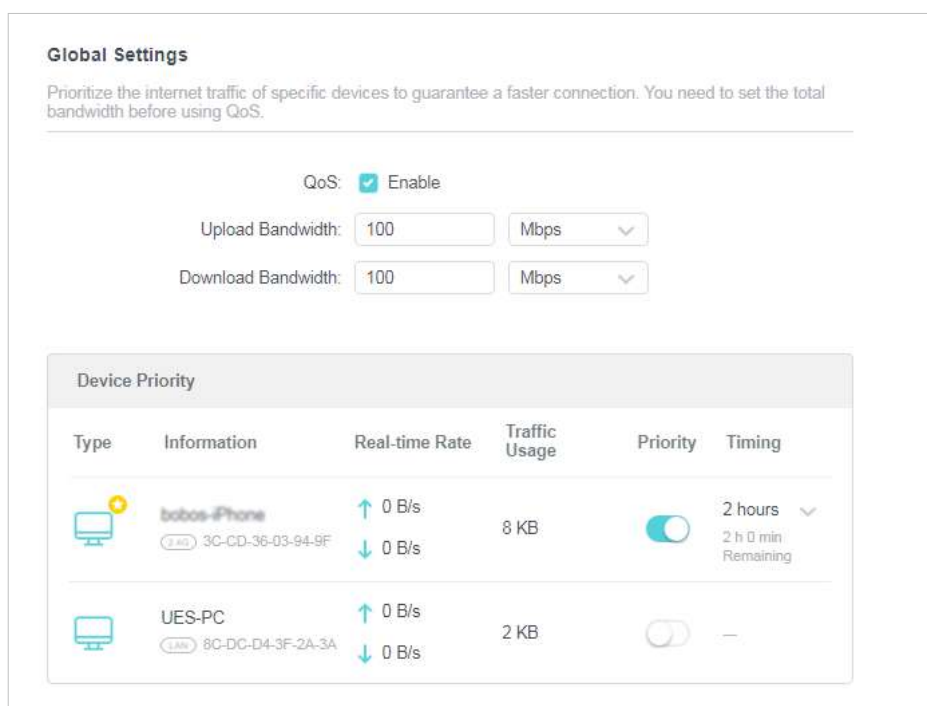 Global Settings
Prioritize the internet traffic of specific devices to guarantee a faster connection. You need to set the total
bandwidth before using QoS.
QoS: Enable
Upload Bandwidth: 100 Mbps
Download Bandwidth: 100 Mbps
Device Priority
Type Information Real-time Rate Traffic Usage Priority Timing
0 B/s
2 hours
8 KB
3C-CD-36-03-94-9F
0 B/s
2 h 0 min
Remaining
UES-PC
0 B/s
2 KB
—
LAN 8C-DC-D4-3F-2A-3A
0 B/s